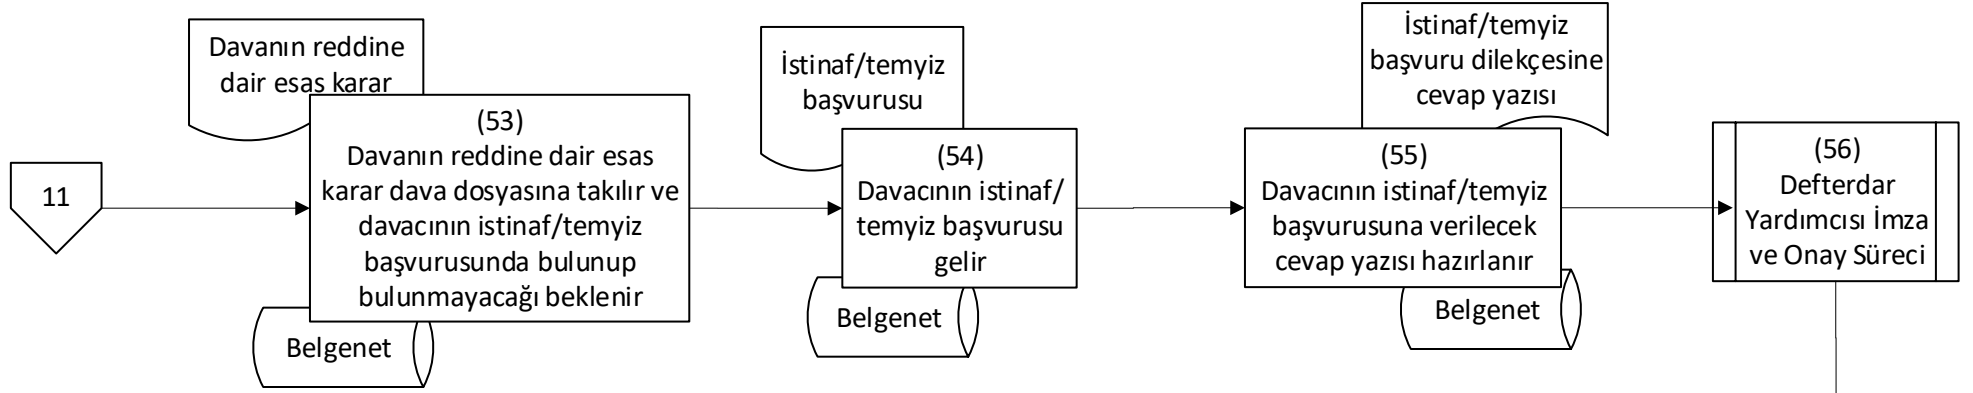 11
Davanın reddine
dair esas karar
(53)
Davanın reddine dair esas
karar dava dosyasına takılır ve
davacının istinaf/temyiz
başvurusunda bulunup
bulunmayacağı beklenir
Belgenet
İstinaf/temyiz
başvurusu
(54)
Davacının istinaf/
temyiz başvurusu
gelir
Belgenet
İstinaf/temyiz
başvuru dilekçesine
cevap yazısı
(55)
Davacının istinaf/temyiz
başvurusuna verilecek
cevap yazısı hazırlanır
Belgenet
(56)
Defterdar
Yardımcısı İmza
ve Onay Süreci